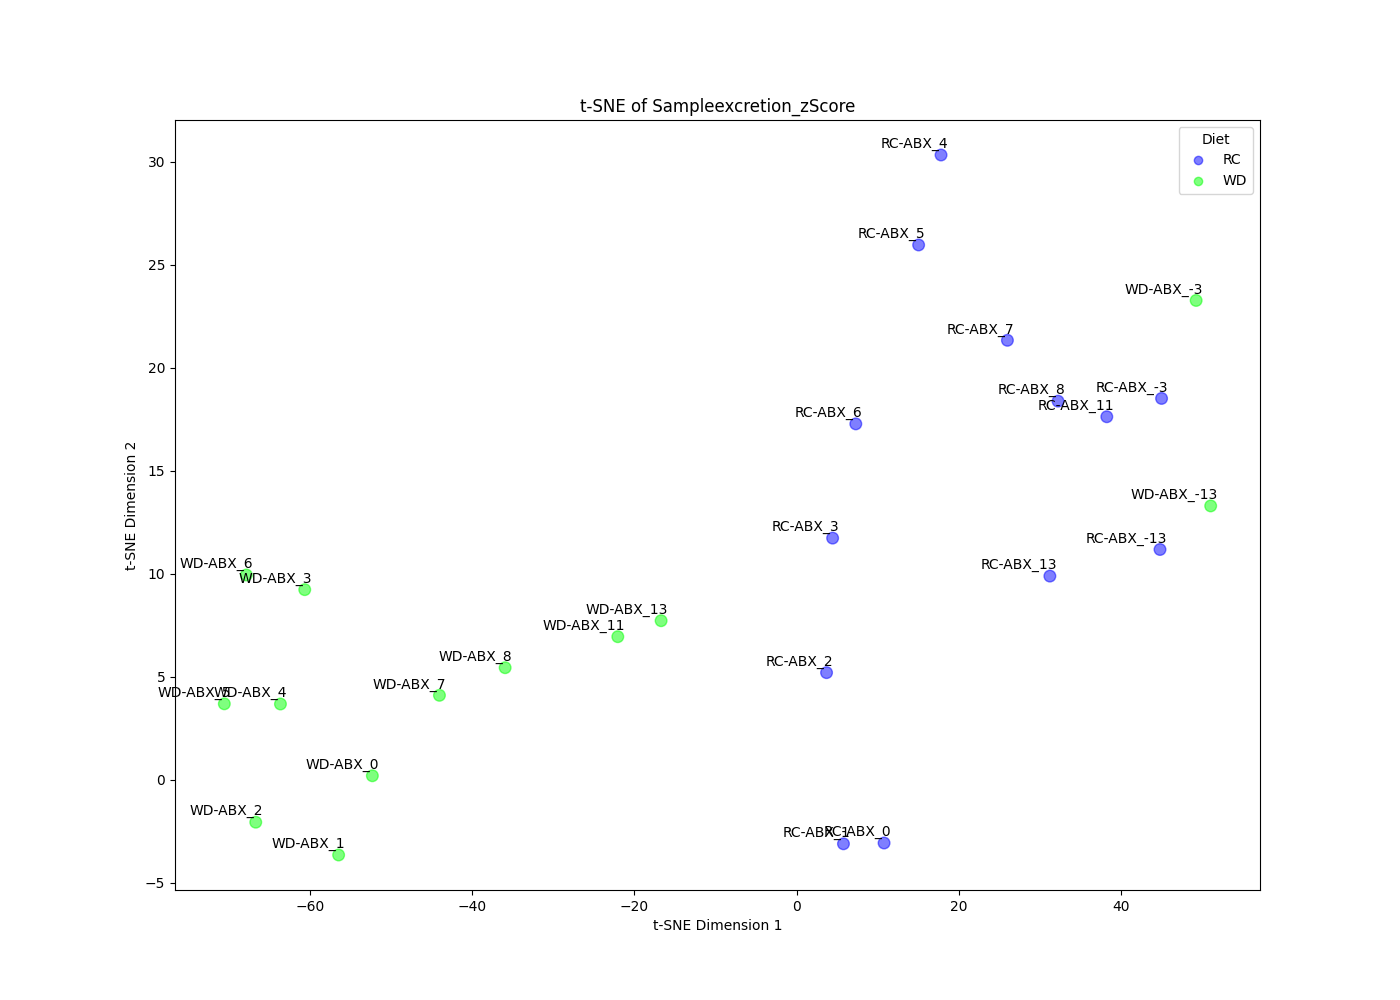 t-SNE of Sampleexcretion_zScore
Diet
RC
WD
RC-ABX_4
RC-ABX_5
WD-ABX_-3
RC-ABX_7
RC-ABX_8
RC-ABX_-3
RC-ABX_11
RC-ABX_6
WD-ABX_-13
RC-ABX_3
RC-ABX_-13
RC-ABX_13
WD-ABX_6
WD-ABX_3
WD-ABX_13
WD-ABX_11
RC-ABX_2
WD-ABX_8
WD-ABX_7
WD-ABX_5
WD-ABX_4
WD-ABX_0
WD-ABX_2
WD-ABX_1
RC-ABX_1
RC-ABX_0
30
25
20
15
10
5
0
−5
t-SNE Dimension 2
−60
−40
−20
0
20
40
t-SNE Dimension 1